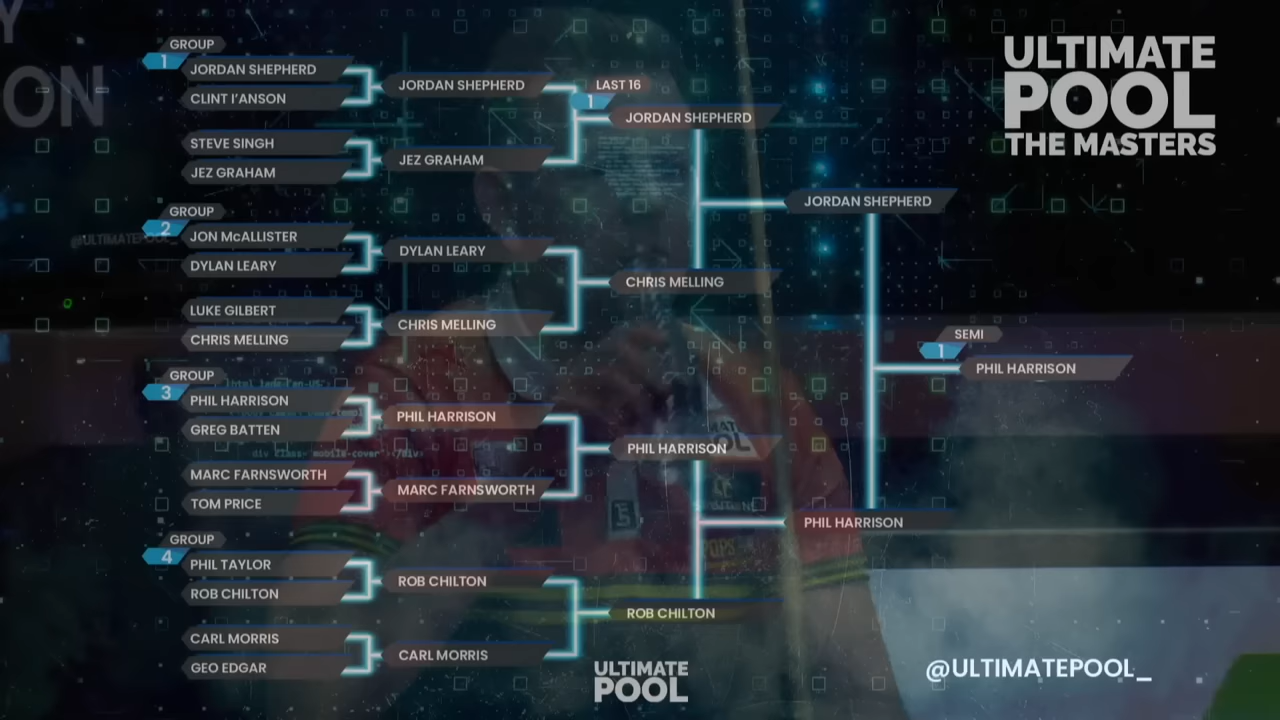 Y
ON
ULTIMATE
POOL
THE MASTERS
GROUP
1
JORDAN SHEPHERD
CLINT I'ANSON
STEVE SINGH
JEZ GRAHAM
GROUP
2
JON McALLISTER
DYLAN LEARY
LUKE GILBERT
CHRIS MELLING
GROUP
3
PHIL HARRISON
GREG BATTEN
MARC FARNSWORTH
TOM PRICE
GROUP
4
PHIL TAYLOR
ROB CHILTON
CARL MORRIS
GEO EDGAR
JORDAN SHEPHERD
JEZ GRAHAM
DYLAN LEARY
CHRIS MELLING
PHIL HARRISON
MARC FARNSWORTH
ROB CHILTON
CARL MORRIS
LAST 16
1
JORDAN SHEPHERD
CHRIS MELLING
PHIL HARRISON
ROB CHILTON
JORDAN SHEPHERD
PHIL HARRISON
SEMI
1
PHIL HARRISON
ULTIMATE
POOL
@ULTIMATEPOOL_